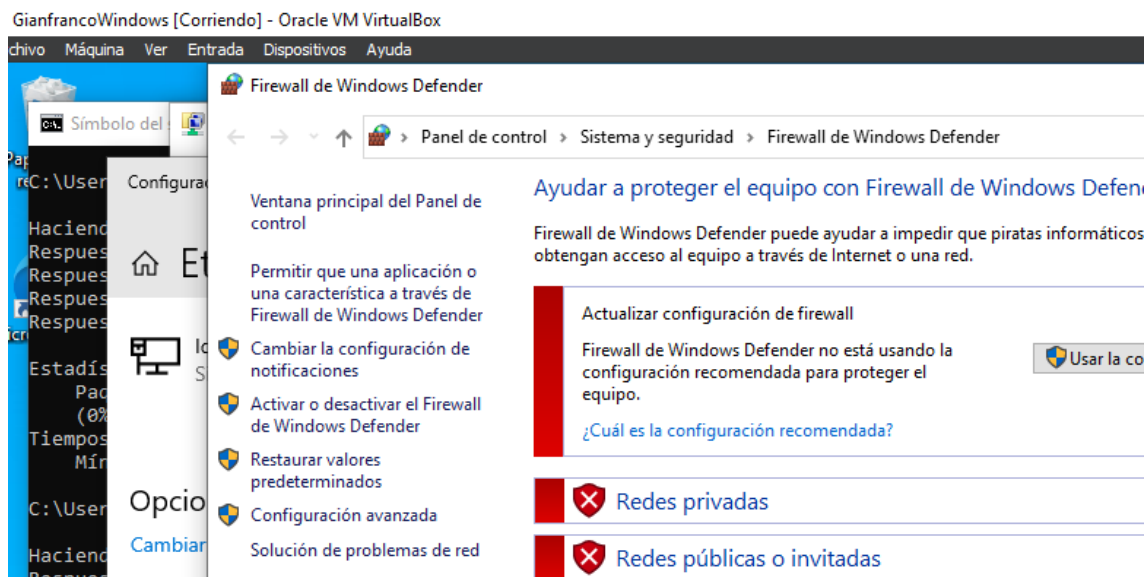 GianfrancoWindows [Corriendo] - Oracle VM VirtualBox
chivo Máquina Ver Entrada Dispositivos Ayuda
Firewall de Windows Defender
Símbolo del
Panel de control > Sistema y seguridad > Firewall de Windows Defender
C:\User
Configura
Haciend
Respues
Respues
Respues
Respues
Estadís
Paq
(0%
Tiempos
Mín
C:\User
Haciend
Et
Opcio
Cambiar
Ventana principal del Panel de
control
Permitir que una aplicación o
una característica a través de
Firewall de Windows Defender
Cambiar la configuración de
notificaciones
Activar o desactivar el Firewall
de Windows Defender
Restaurar valores
predeterminados
Configuración avanzada
Solución de problemas de red
Ayudar a proteger el equipo con Firewall de Windows Defen
Firewall de Windows Defender puede ayudar a impedir que piratas informáticos
obtengan acceso al equipo a través de Internet o una red.
Actualizar configuración de firewall
Firewall de Windows Defender no está usando la
configuración recomendada para proteger el
equipo.
Usar la co
¿Cuál es la configuración recomendada?
Redes privadas
Redes públicas o invitadas